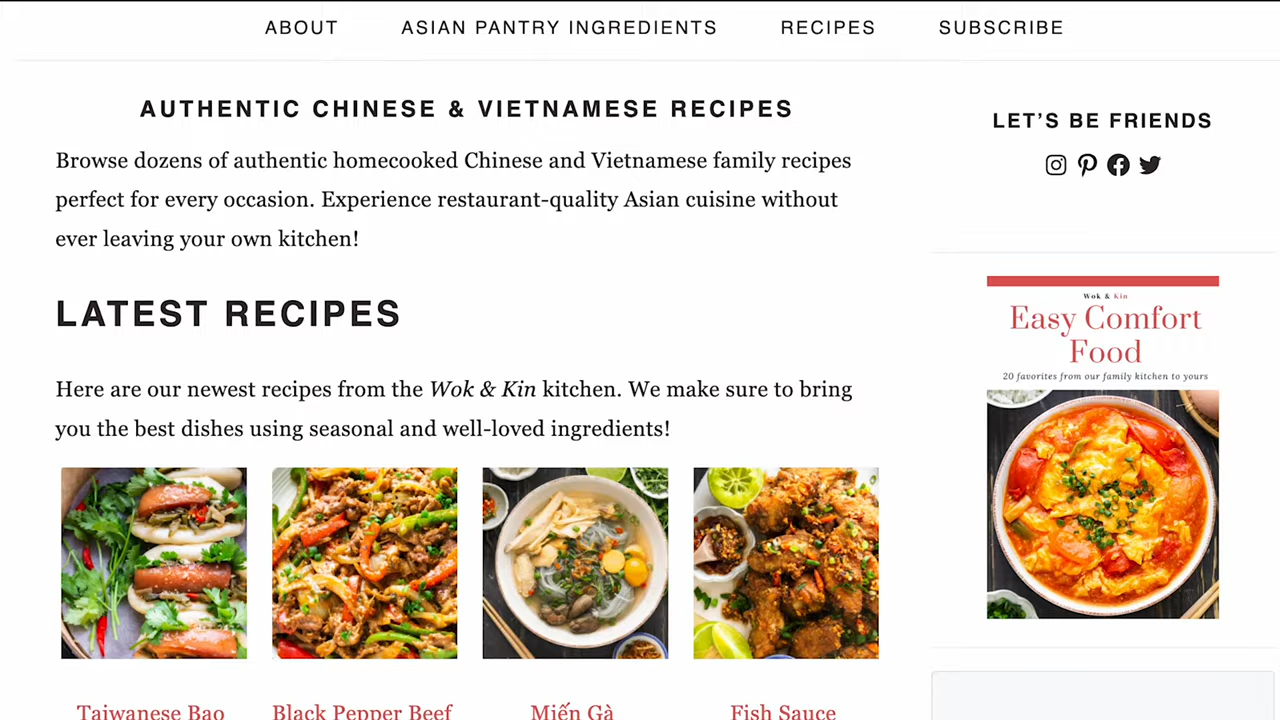 ABOUT ASIAN PANTRY INGREDIENTS RECIPES SUBSCRIBE
AUTHENTIC CHINESE & VIETNAMESE RECIPES
Browse dozens of authentic homecooked Chinese and Vietnamese family recipes
perfect for every occasion. Experience restaurant-quality Asian cuisine without
ever leaving your own kitchen!
LATEST RECIPES
Here are our newest recipes from the Wok & Kin kitchen. We make sure to bring
you the best dishes using seasonal and well-loved ingredients!
Taiwanese Bao
Black Pepper Beef
Miến Gà
Fish Sauce
LET’S BE FRIENDS
Wok & Kin
Easy Comfort
Food
20 favorites from our family kitchen to yours